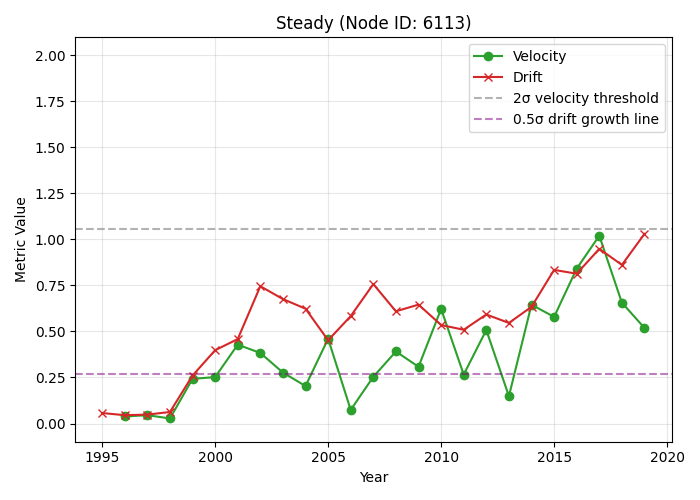 Steady (Node ID: 6113)
Velocity
Drift
2σ velocity threshold
0.5σ drift growth line
Metric Value
2.00
1.75
1.50
1.25
1.00
0.75
0.50
0.25
0.00
1995
2000
2005
2010
2015
2020
Year